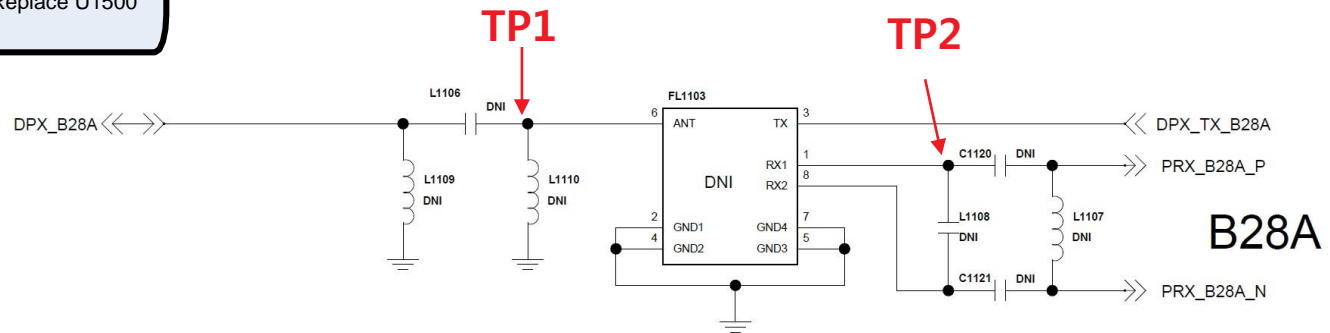 Replace U1500
TP1
TP2
L1106
DNI
FL1103
DPX_B28A
6
ANT
TX
3
DPX_TX_B28A
C1120
DNI
RX1
1
PRX_B28A_P
RX2
8
L1109
DNI
L1110
DNI
DNI
L1108
DNI
L1107
DNI
B28A
2
GND1
GND4
7
4
GND2
GND3
5
C1121
DNI
PRX_B28A_N